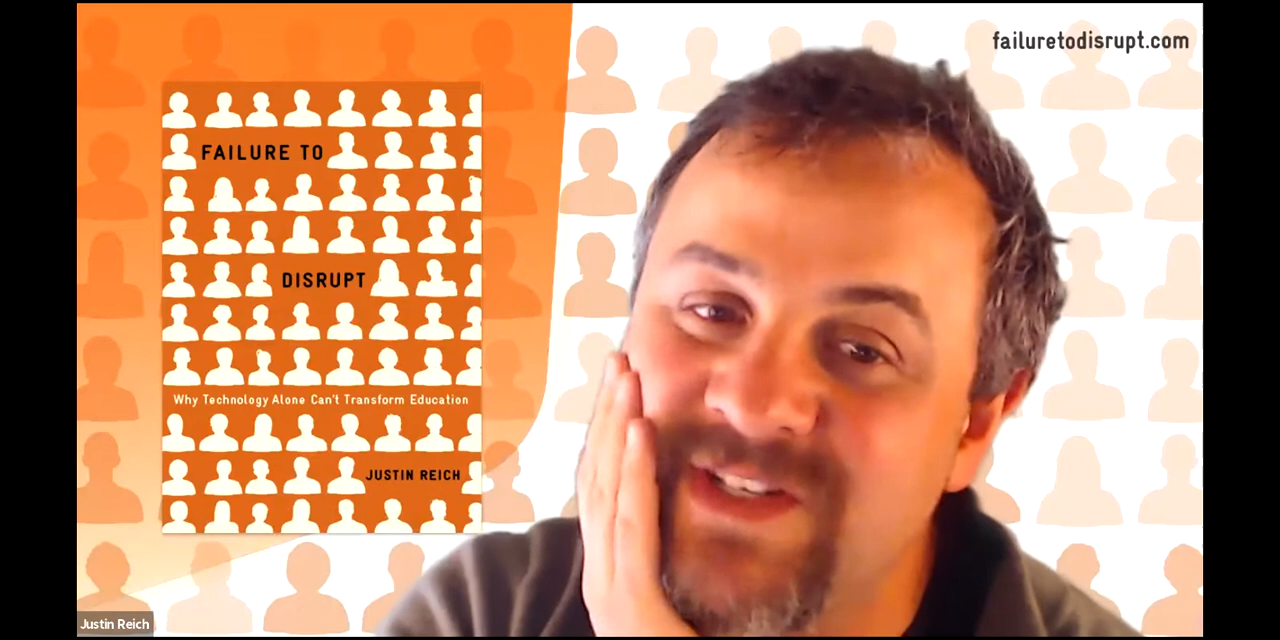 failuretodisrupt.com
FAILURE TO
DISRUPT
Why Technology Alone Can't Transform Education
JUSTIN REICH
Justin Reich